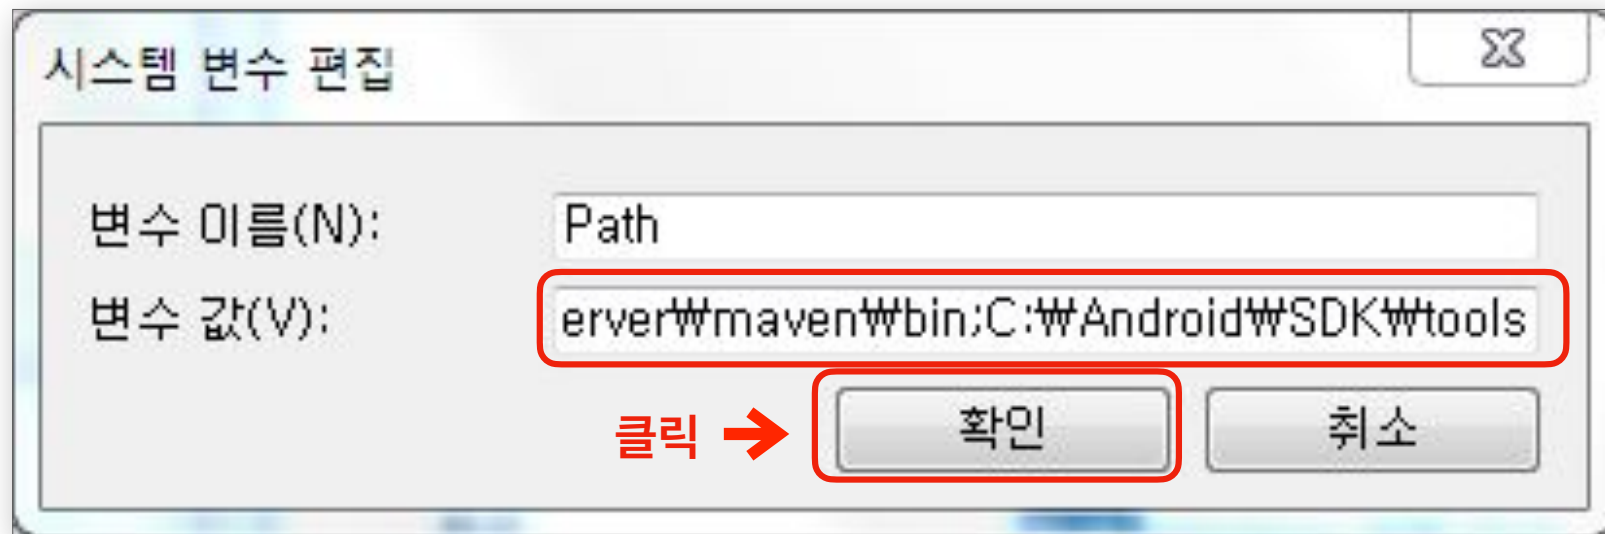 시스템 변수 편집
변수 이름(N):
Path
변수 값(V):
erver₩maven₩bin;C:₩Android₩SDK₩tools
클릭
확인
취소